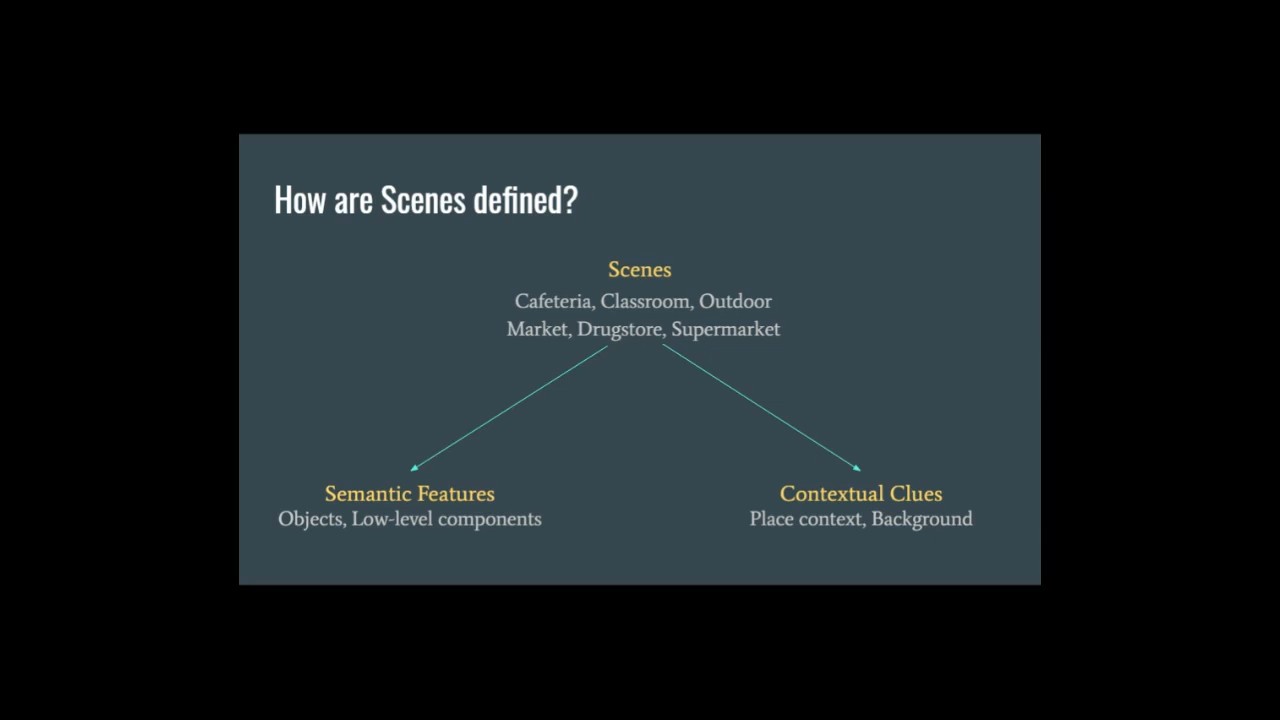 How are Scenes defined?
Scenes
Cafeteria, Classroom, Outdoor
Market, Drugstore, Supermarket
Semantic Features
Objects, Low-level components
Contextual Clues
Place context, Background